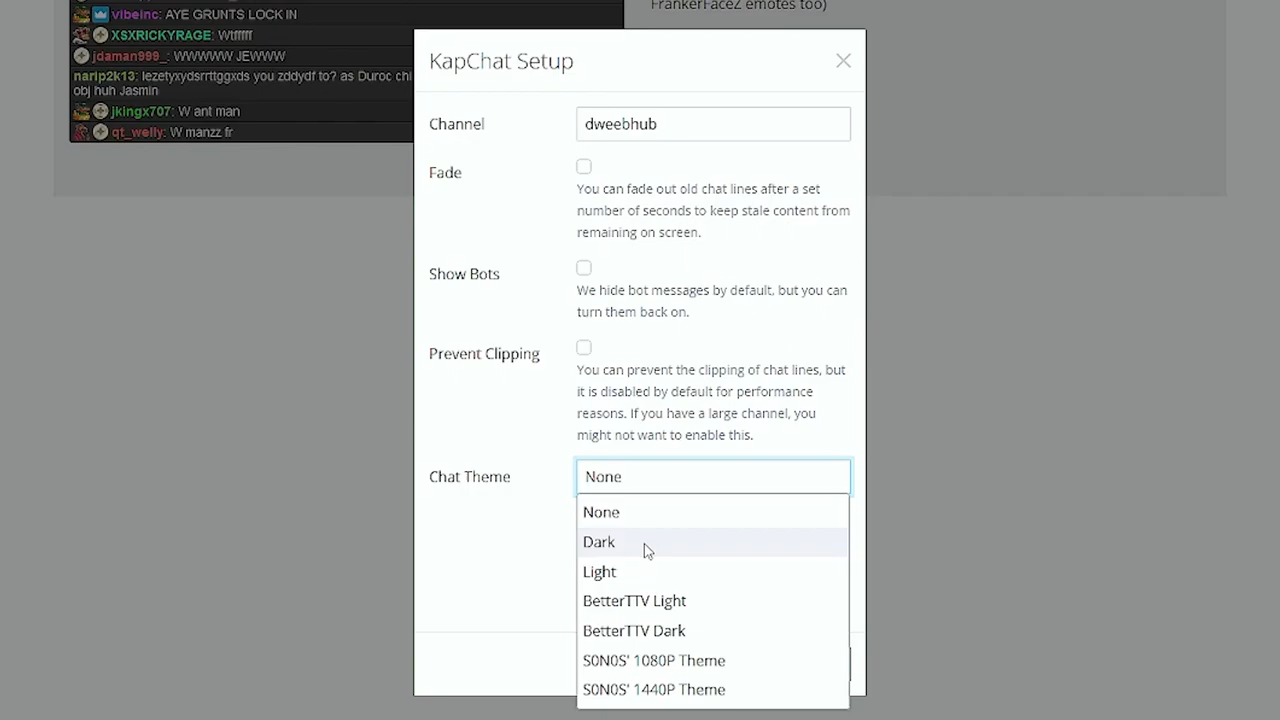 FrankerFaceZ emotes too)
vibeinc: AYE GRUNTS LOCK IN
XSXRICKYRAGE: Wtfffff
jdaman999_: WWWWW JEWWW
narip2k13: lezetyxydsrrttggxds you zddydf to? as Duroc chi
obj huh Jasmin
jkingx707: W ant man
qt_welly: W manzz fr
KapChat Setup
Channel
dweebhub
Fade
You can fade out old chat lines after a set
number of seconds to keep stale content from
remaining on screen.
Show Bots
We hide bot messages by default, but you can
turn them back on.
Prevent Clipping
You can prevent the clipping of chat lines, but
it is disabled by default for performance
reasons. If you have a large channel, you
might not want to enable this.
Chat Theme
None
None
Dark
Light
BetterTTV Light
BetterTTV Dark
S0N0S' 1080P Theme
S0N0S' 1440P Theme